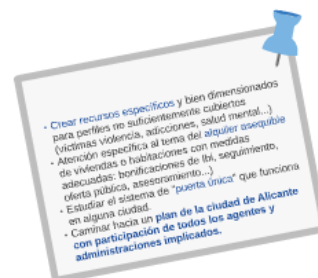 · Crear recursos específicos y bien dimensionados
para perfiles no suficientemente cubiertos
(víctimas violencia, adicciones, salud mental...)
· Atención específica al tema del alquiler asequible
de viviendas o habitaciones con medidas
adecuadas: bonificaciones de Ibi, seguimiento,
oferta pública, asesoramiento...)
· Estudiar el sistema de "puerta única" que funciona
en alguna ciudad.
· Caminar hacia un plan de la ciudad de Alicante
con participación de todos los agentes y
administraciones implicados.